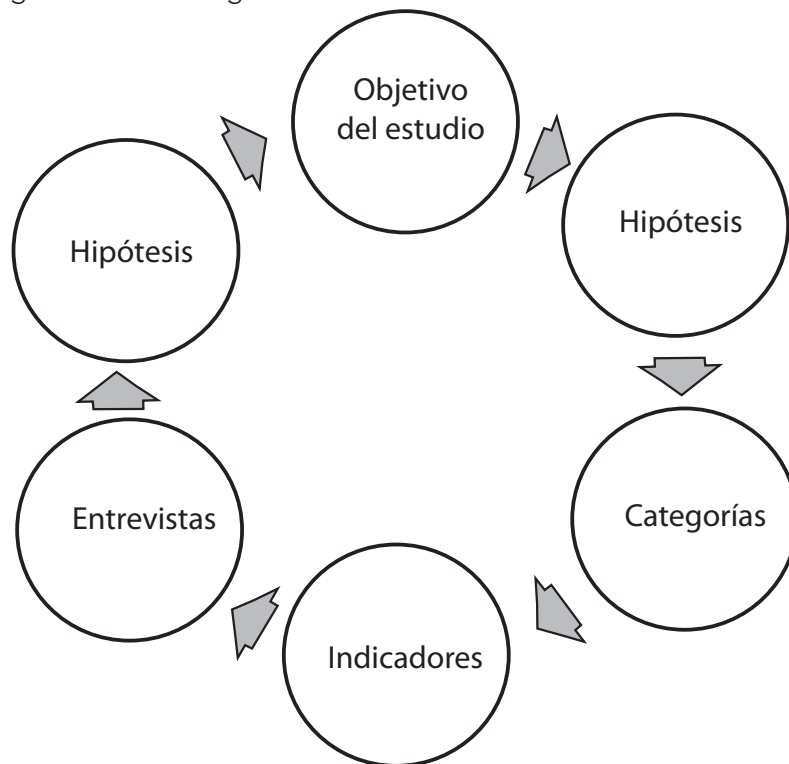 Objetivo
del estudio
Hipótesis
Hipótesis
Categorías
Entrevistas
Indicadores